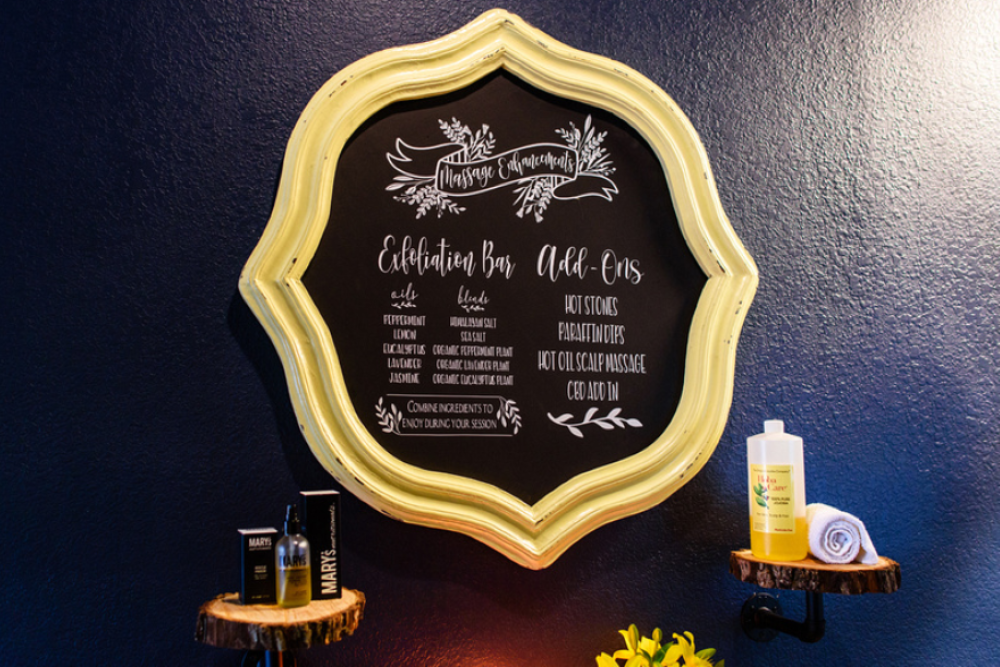 Massage Enhancements
Exfoliation Bar
oils
PEPPERMINT
LEMON
EUCALYPTUS
LAVENDER
JASMINE
blends
HIMALAYAN SALT
SEA SALT
ORGANIC PEPPERMINT PLANT
ORGANIC LAVENDER PLANT
ORGANIC EUCALYPTUS PLANT
COMBINE INGREDIENTS TO
ENJOY DURING YOUR SESSION
Add-Ons
HOT STONES
PARAFFIN DIPS
HOT OIL SCALP MASSAGE
CBD ADD IN
MARY'S
MARY'S
MARY'S
Care